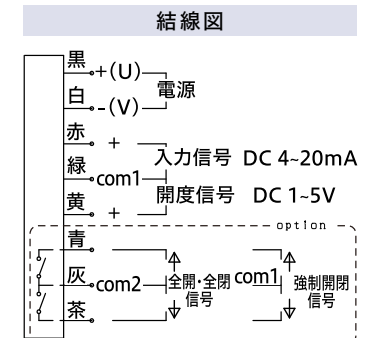 結線図
黒 +(U)
電源
白 -(V)
赤 +
入力信号 DC 4~20mA
緑 com1
開度信号 DC 1~5V
黄 +
option
青
灰 com2 全開・全閉信号 com1 強制開閉信号
茶